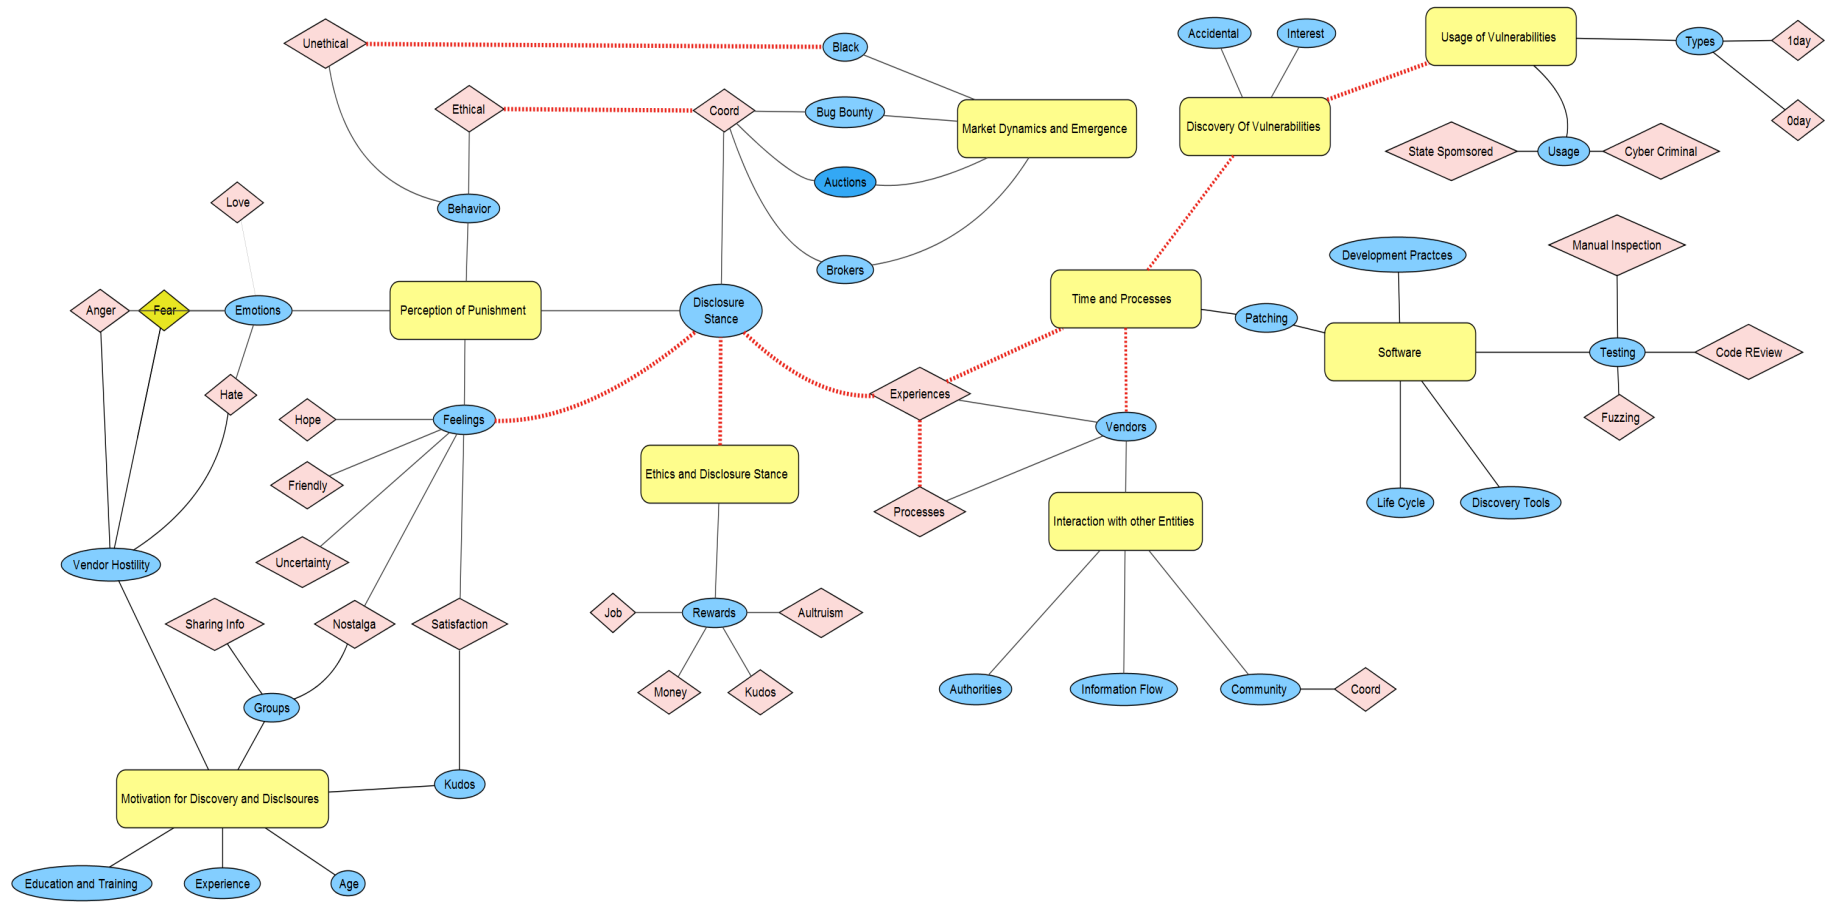 Unethical
Black
Accidental
Interest
Usage of Vulnerabilities
Types
1day
Ethical
Coord
Bug Bounty
Market Dynamics and Emergence
Discovery Of Vulnerabilities
0day
State Spomsored
Usage
Cyber Criminal
Auctions
Love
Behavior
Manual Inspection
Development Practces
Brokers
Anger
Fear
Emotions
Perception of Punishment
Disclosure
Stance
Time and Processes
Patching
Software
Testing
Code REview
Hate
Experiences
Hope
Feelings
Vendors
Fuzzing
Friendly
Ethics and Disclosure Stance
Life Cycle
Discovery Tools
Processes
Interaction with other Entities
Vendor Hostility
Uncertainty
Sharing Info
Nostalga
Satisfaction
Job
Rewards
Aultruism
Money
Kudos
Authorities
Information Flow
Community
Coord
Groups
Motivation for Discovery and Disclsoures
Kudos
Education and Training
Experience
Age